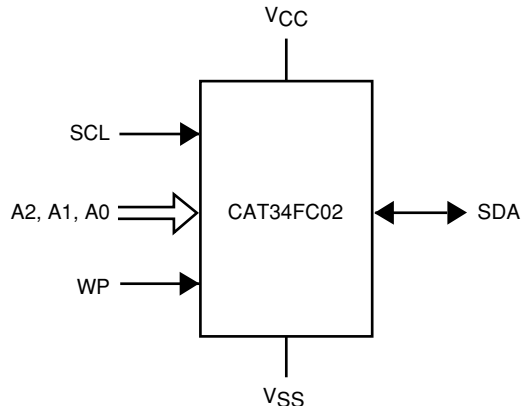 VCC
SCL
A2, A1, A0
CAT34FC02
SDA
WP
VSS